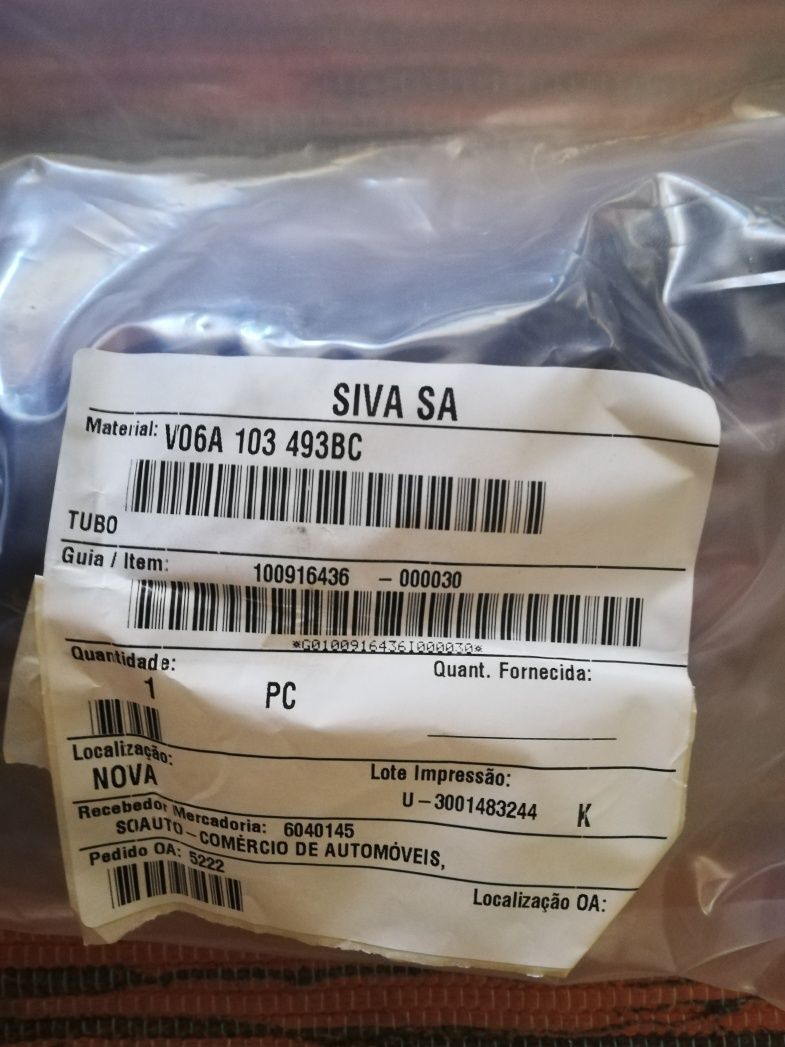 SIVA SA
Material: V06A 103 493BC
TUBO
Guia / Item: 100916436 - 000030
*G0100916436I000030*
Quantidade: Quant. Fornecida:
1 PC
Localização: Lote Impressão:
NOVA U-3001483244 K
Recebedor Mercadoria: 6040145
SOAUTO-COMÉRCIO DE AUTOMÓVEIS,
Pedido OA: 5222
Localização OA: